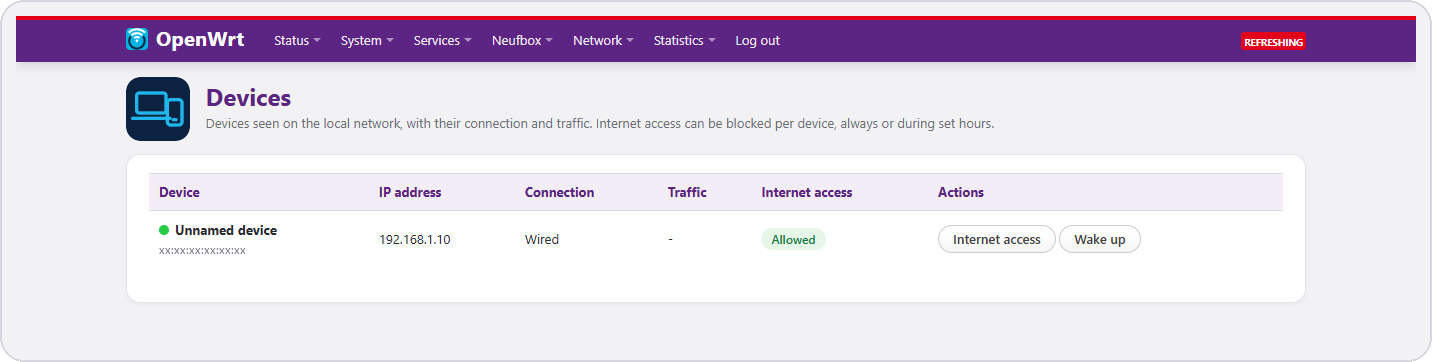 OpenWrt Status System Services Neufbox Network Statistics Log out REFRESHING
Devices
Devices seen on the local network, with their connection and traffic. Internet access can be blocked per device, always or during set hours.
Device IP address Connection Traffic Internet access Actions
Unnamed device 192.168.1.10 Wired - Allowed Internet access Wake up
xx:xx:xx:xx:xx:xx